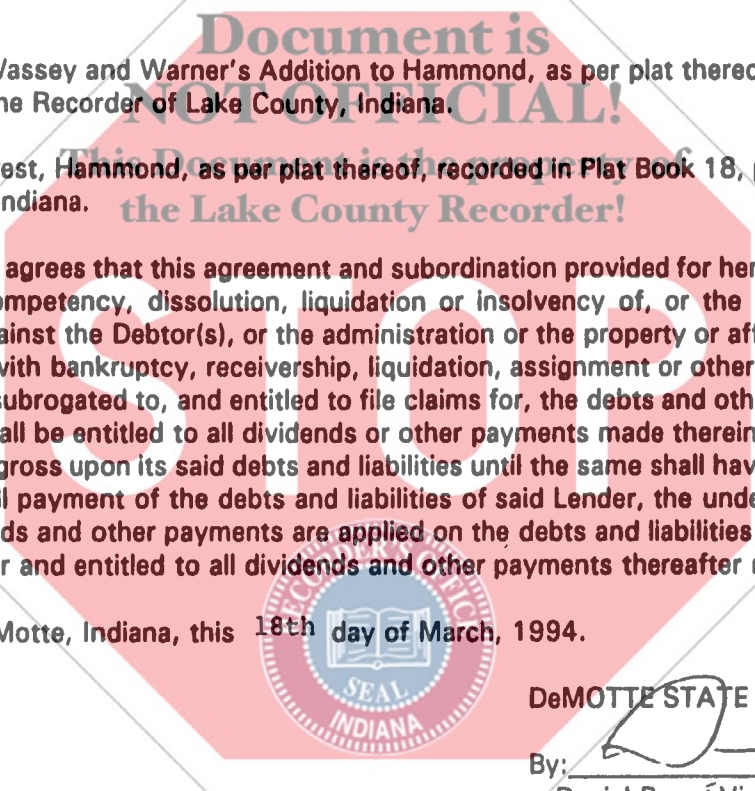 Document is
Vassey and Warner's Addition to Hammond, as per plat thereo
ne Recorder of Lake County, Indiana.
NOT OFFICIAL!
This Document is the property of
est, Hammond, as per plat thereof, recorded in Plat Book 18,
ndiana.
the Lake County Recorder!
agrees that this agreement and subordination provided for her
ompetency, dissolution, liquidation or insolvency of, or the
ainst the Debtor(s), or the administration or the property or aff
with bankruptcy, receivership, liquidation, assignment or other
subrogated to, and entitled to file claims for, the debts and oth
all be entitled to all dividends or other payments made therein
gross upon its said debts and liabilities until the same shall hav
l payment of the debts and liabilities of said Lender, the unde
ds and other payments are applied on the debts and liabilities
r and entitled to all dividends and other payments thereafter
STOP
Motte, Indiana, this 18th day of March, 1994.
RECORDER'S OFFICE
SEAL
INDIANA
DeMOTTE STATE
By: